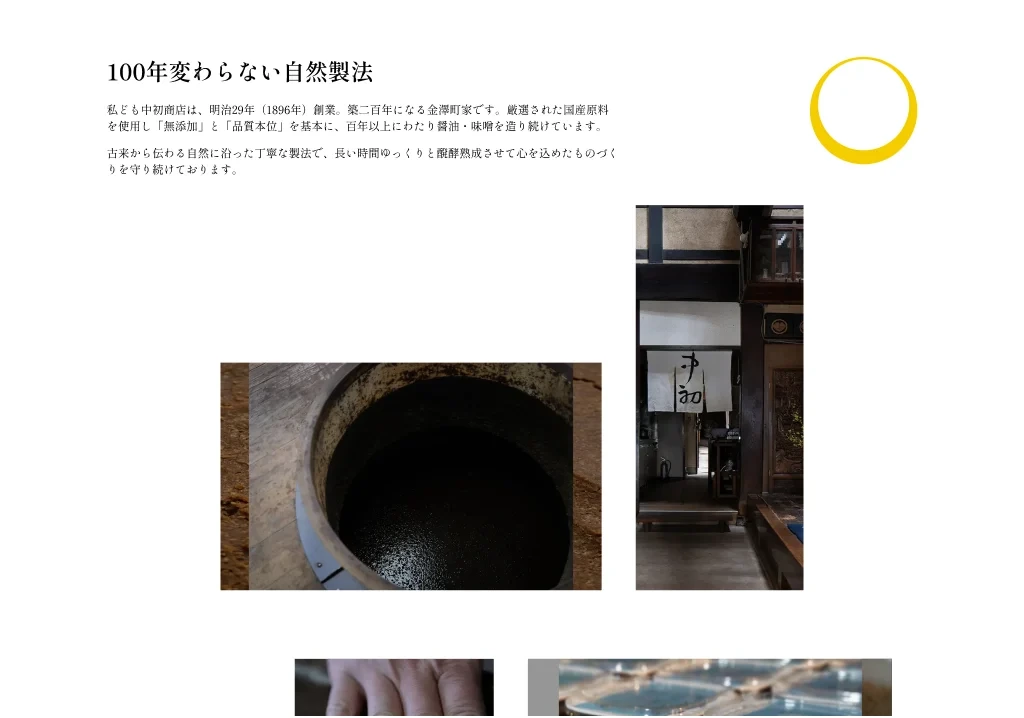 100年変わらない自然製法
私ども中初商店は、明治29年（1896年）創業。築二百年になる金澤町家です。厳選された国産原料
を使用し「無添加」と「品質本位」を基本に、百年以上にわたり醤油・味噌を造り続けています。
古来から伝わる自然に沿った丁寧な製法で、長い時間ゆっくりと醗酵熟成させて心を込めたものづく
りを守り続けております。
中初